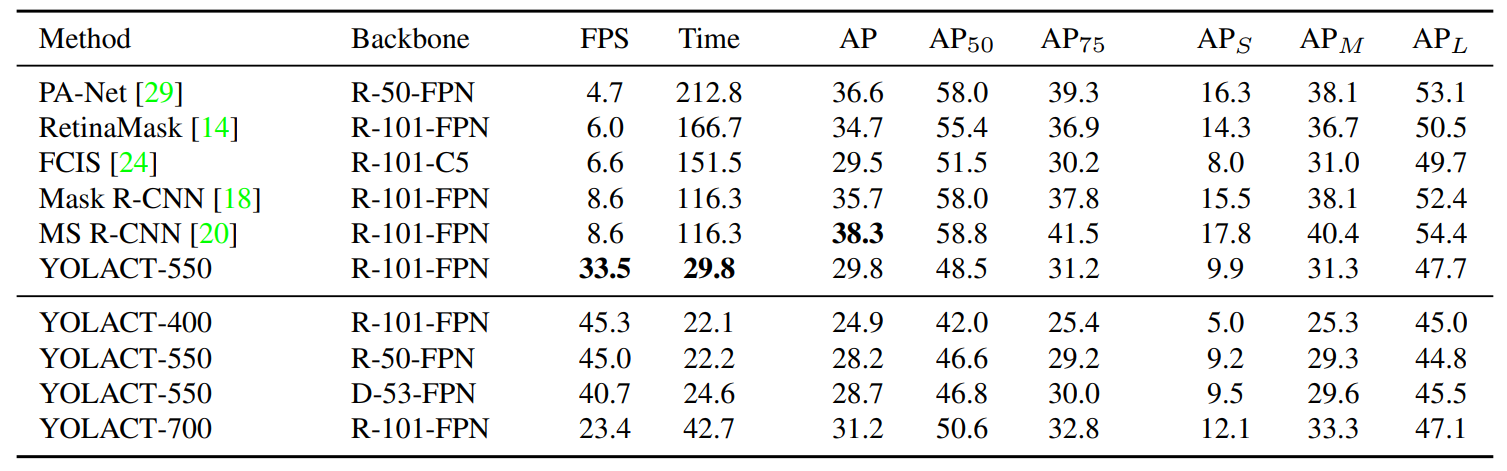 Method Backbone FPS Time AP AP50 AP75 APS APM APL
PA-Net [29] R-50-FPN 4.7 212.8 36.6 58.0 39.3 16.3 38.1 53.1
RetinaMask [14] R-101-FPN 6.0 166.7 34.7 55.4 36.9 14.3 36.7 50.5
FCIS [24] R-101-C5 6.6 151.5 29.5 51.5 30.2 8.0 31.0 49.7
Mask R-CNN [18] R-101-FPN 8.6 116.3 35.7 58.0 37.8 15.5 38.1 52.4
MS R-CNN [20] R-101-FPN 8.6 116.3 38.3 58.8 41.5 17.8 40.4 54.4
YOLACT-550 R-101-FPN 33.5 29.8 29.8 48.5 31.2 9.9 31.3 47.7
YOLACT-400 R-101-FPN 45.3 22.1 24.9 42.0 25.4 5.0 25.3 45.0
YOLACT-550 R-50-FPN 45.0 22.2 28.2 46.6 29.2 9.2 29.3 44.8
YOLACT-550 D-53-FPN 40.7 24.6 28.7 46.8 30.0 9.5 29.6 45.5
YOLACT-700 R-101-FPN 23.4 42.7 31.2 50.6 32.8 12.1 33.3 47.1